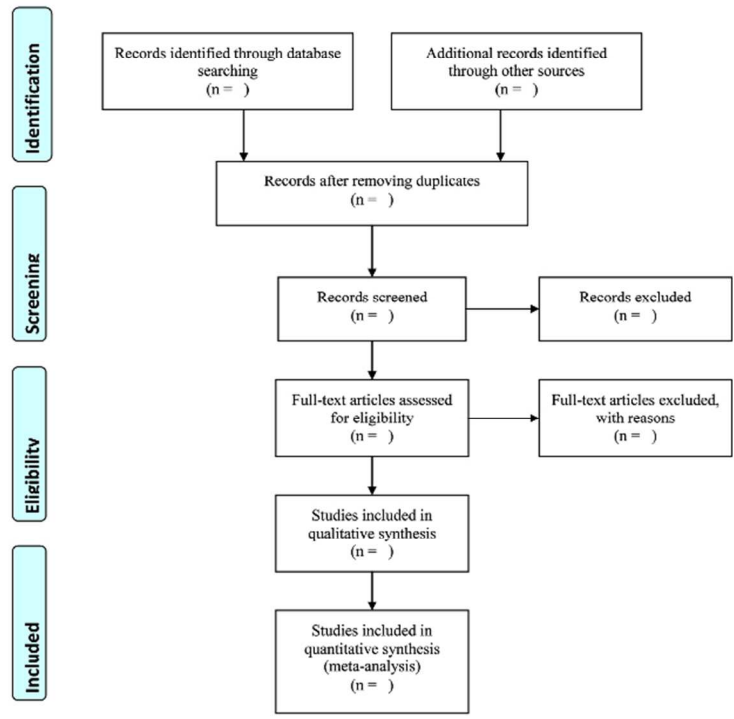 Identification
Records identified through database
searching
(n =   )
Additional records identified
through other sources
(n =   )
Records after removing duplicates
(n =   )
Screening
Records screened
(n =   )
Records excluded
(n =   )
Eligibility
Full-text articles assessed
for eligibility
(n =   )
Full-text articles excluded,
with reasons
(n =   )
Studies included in
qualitative synthesis
(n =   )
Included
Studies included in
quantitative synthesis
(meta-analysis)
(n =   )